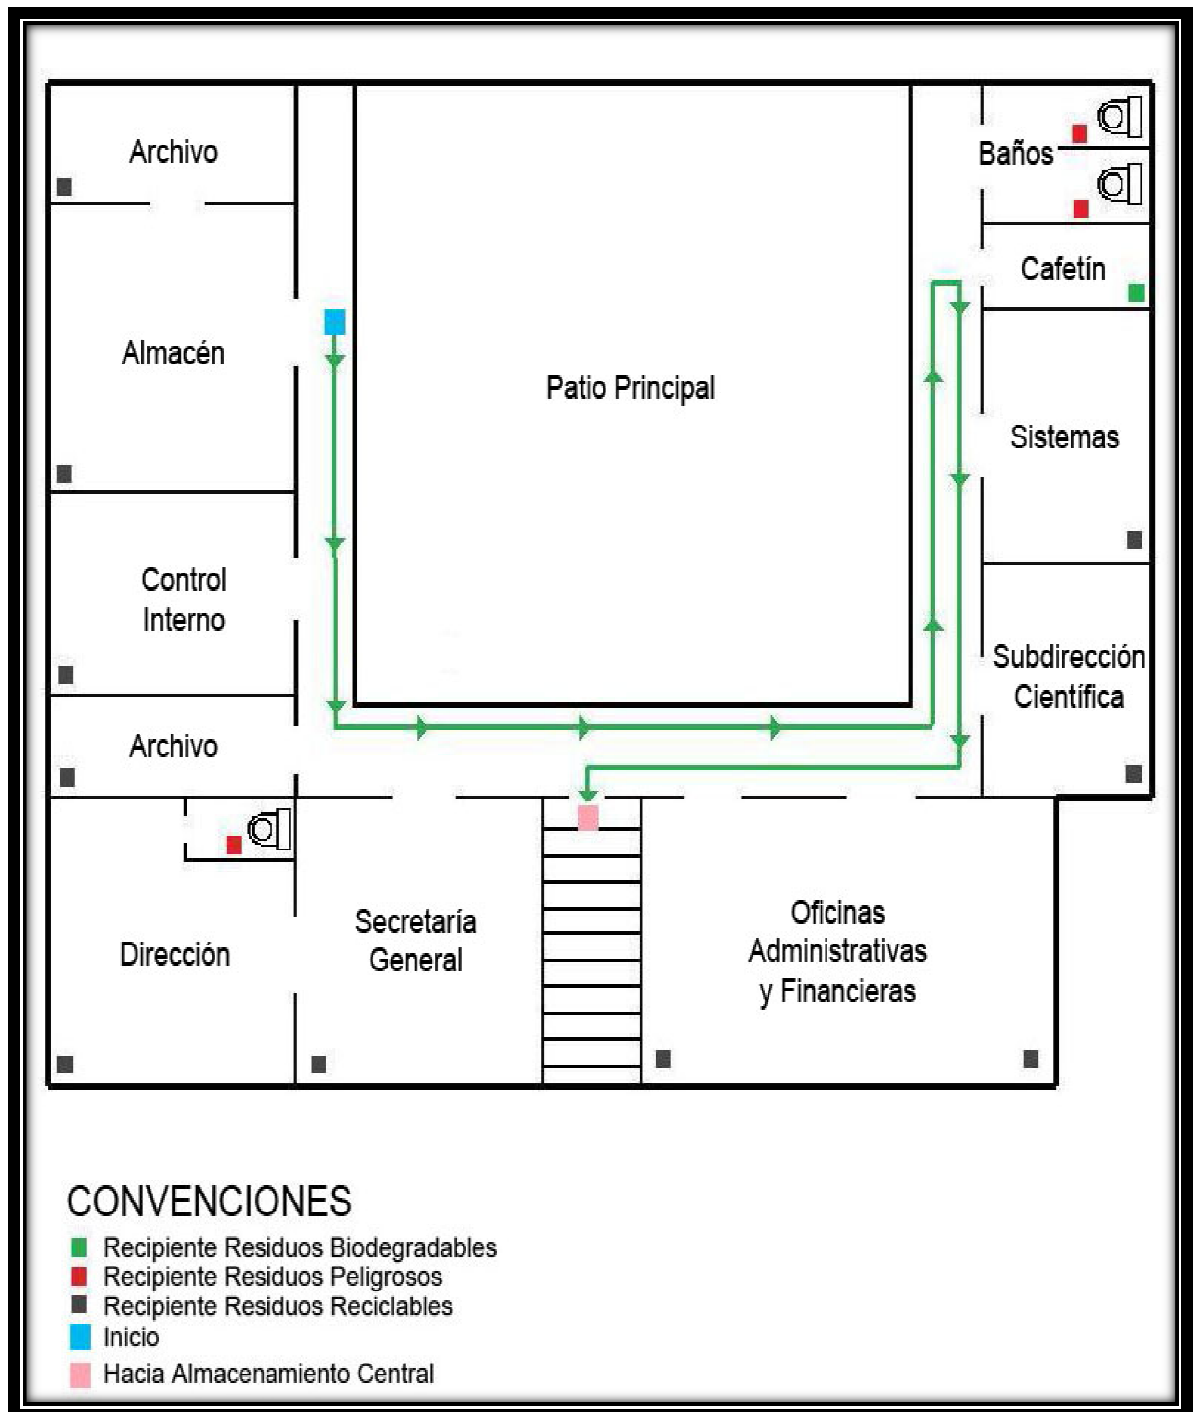 Archivo
Baños
Cafetín
Almacén
Patio Principal
Sistemas
Control
Interno
Subdirección
Científica
Archivo
Dirección
Secretaría
General
Oficinas
Administrativas
y Financieras
CONVENCIONES
Recipiente Residuos Biodegradables
Recipiente Residuos Peligrosos
Recipiente Residuos Reciclables
Inicio
Hacia Almacenamiento Central